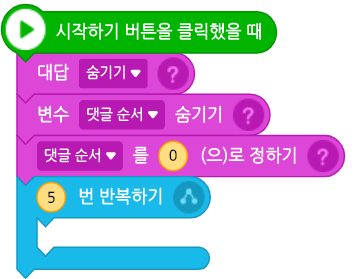 시작하기 버튼을 클릭했을 때
대답 숨기기 ?
변수 댓글 순서 숨기기 ?
댓글 순서 를 0 (으)로 정하기 ?
5 번 반복하기